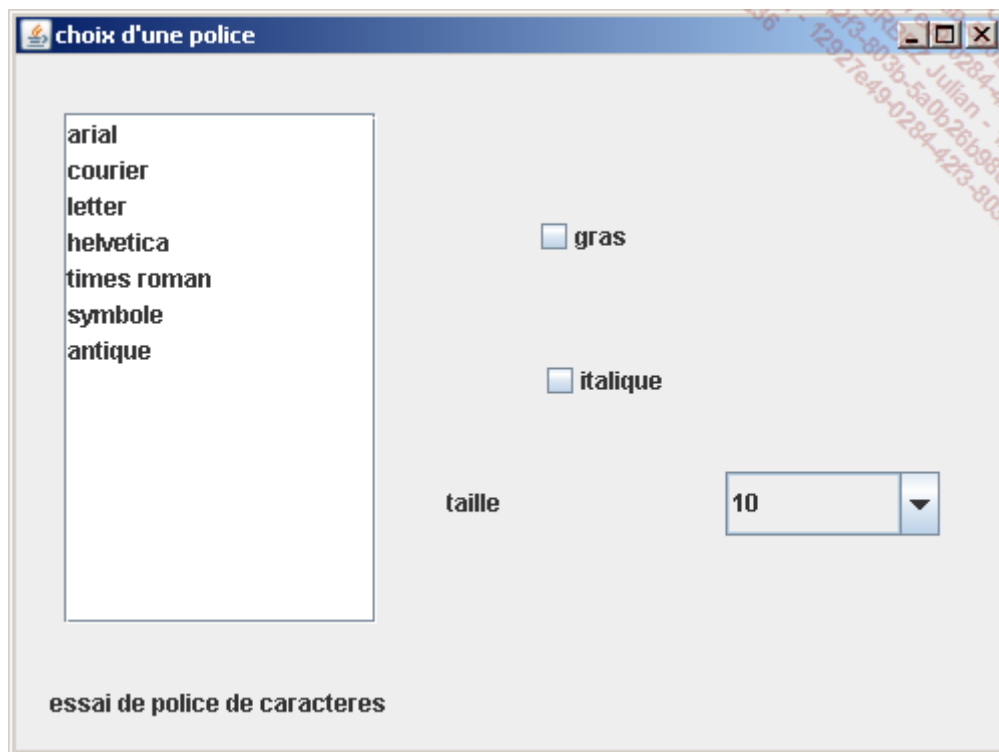 choix d'une police
arial
courier
letter
helvetica
times roman
symbole
antique
gras
italique
taille
10
essai de police de caracteres